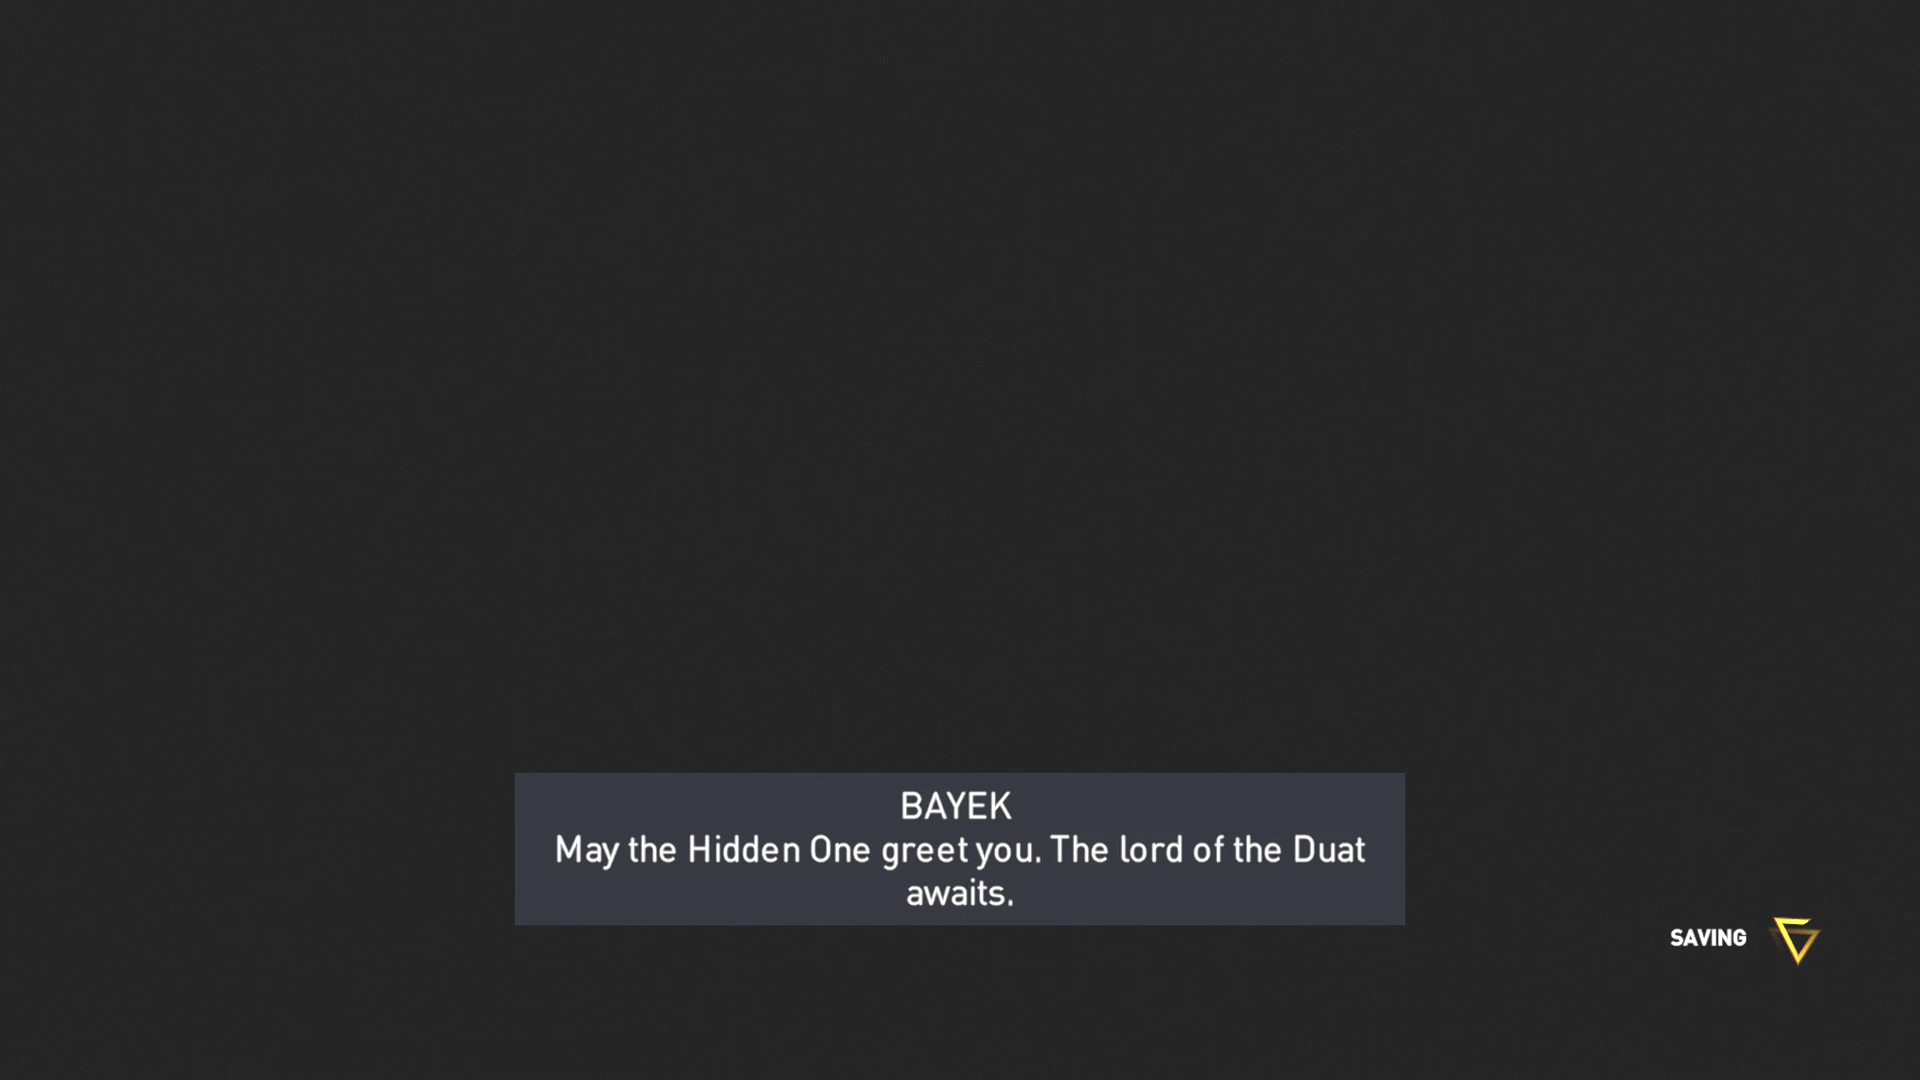 BAYEK
May the Hidden One greet you. The lord of the Duat
awaits.
SAVING